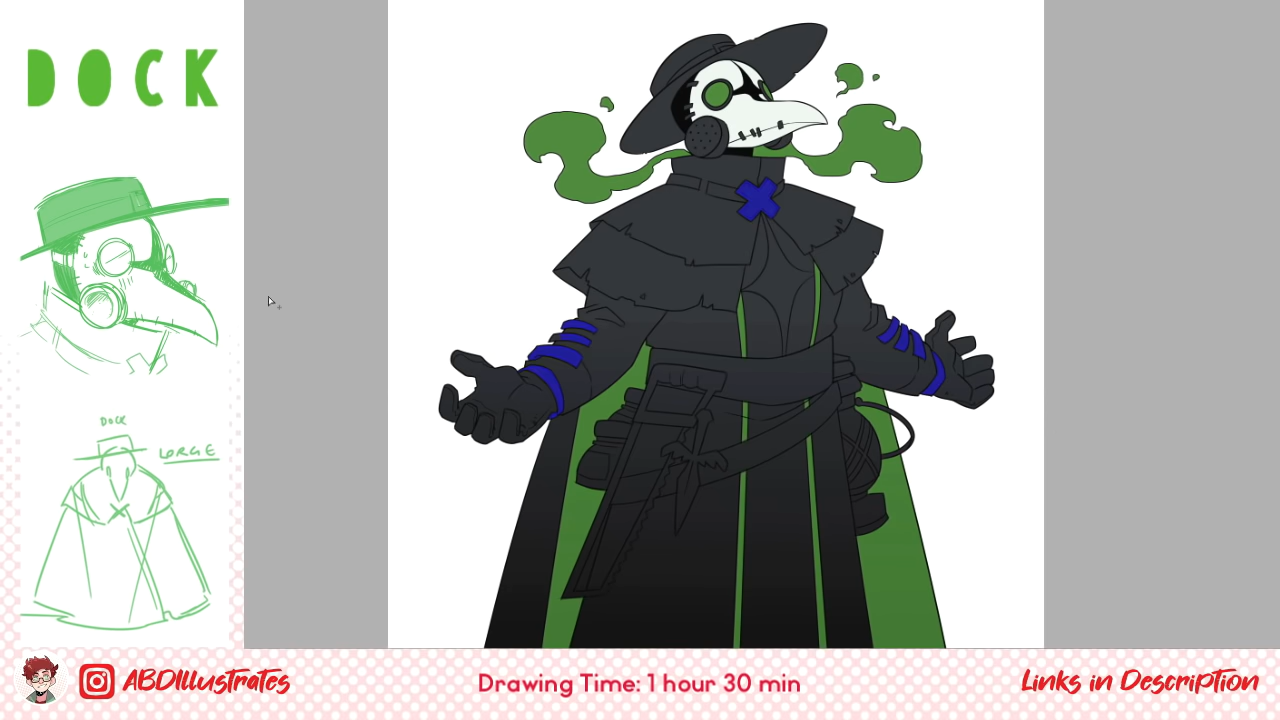 DOCK
DOCK
LORGE
ABDIllustrates
Drawing Time: 1 hour 30 min
Links in Description